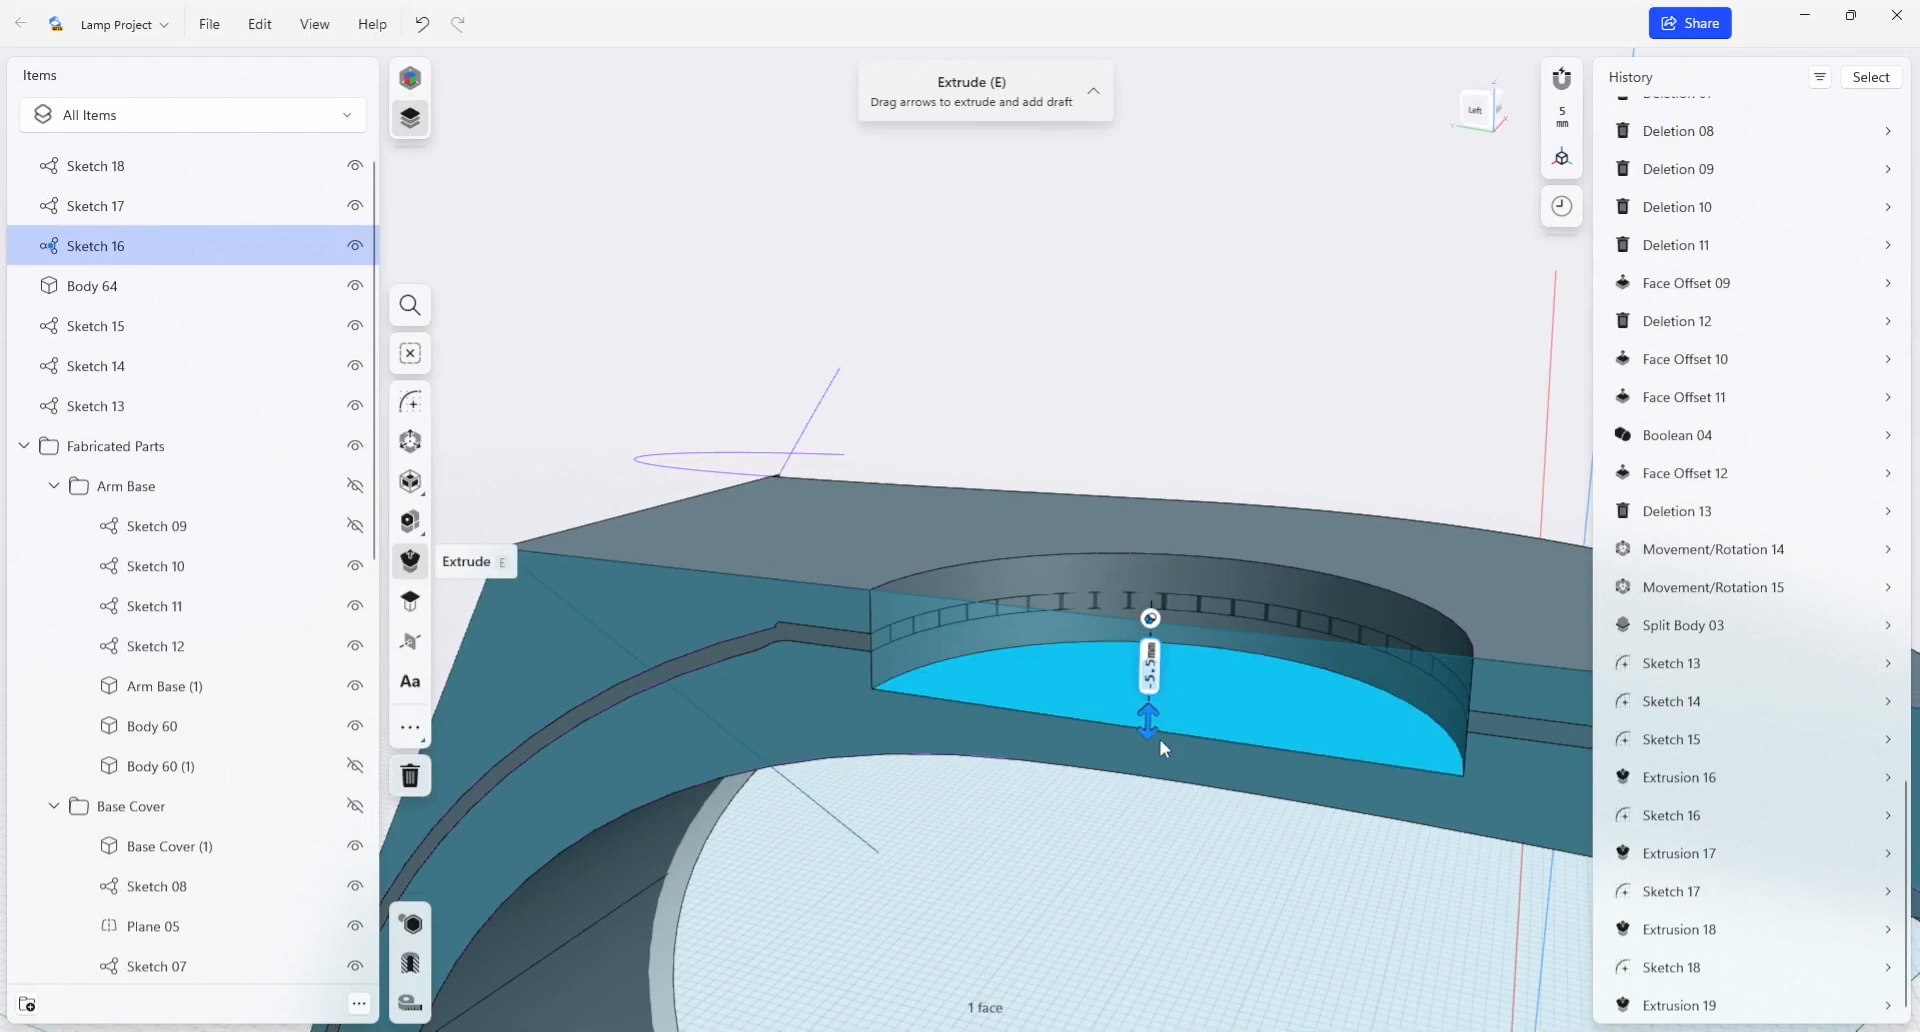 Lamp Project
File
Edit
View
Help
Share
Items
All Items
Sketch 18
Sketch 17
Sketch 16
Body 64
Sketch 15
Sketch 14
Sketch 13
Fabricated Parts
Arm Base
Sketch 09
Sketch 10
Sketch 11
Sketch 12
Arm Base (1)
Body 60
Body 60 (1)
Base Cover
Base Cover (1)
Sketch 08
Plane 05
Sketch 07
Aa
Extrude E
Extrude (E)
Drag arrows to extrude and add draft
-5.5mm
1 face
Left
Z
Y
X
5
mm
History
Select
Deletion 08
Deletion 09
Deletion 10
Deletion 11
Face Offset 09
Deletion 12
Face Offset 10
Face Offset 11
Boolean 04
Face Offset 12
Deletion 13
Movement/Rotation 14
Movement/Rotation 15
Split Body 03
Sketch 13
Sketch 14
Sketch 15
Extrusion 16
Sketch 16
Extrusion 17
Sketch 17
Extrusion 18
Sketch 18
Extrusion 19